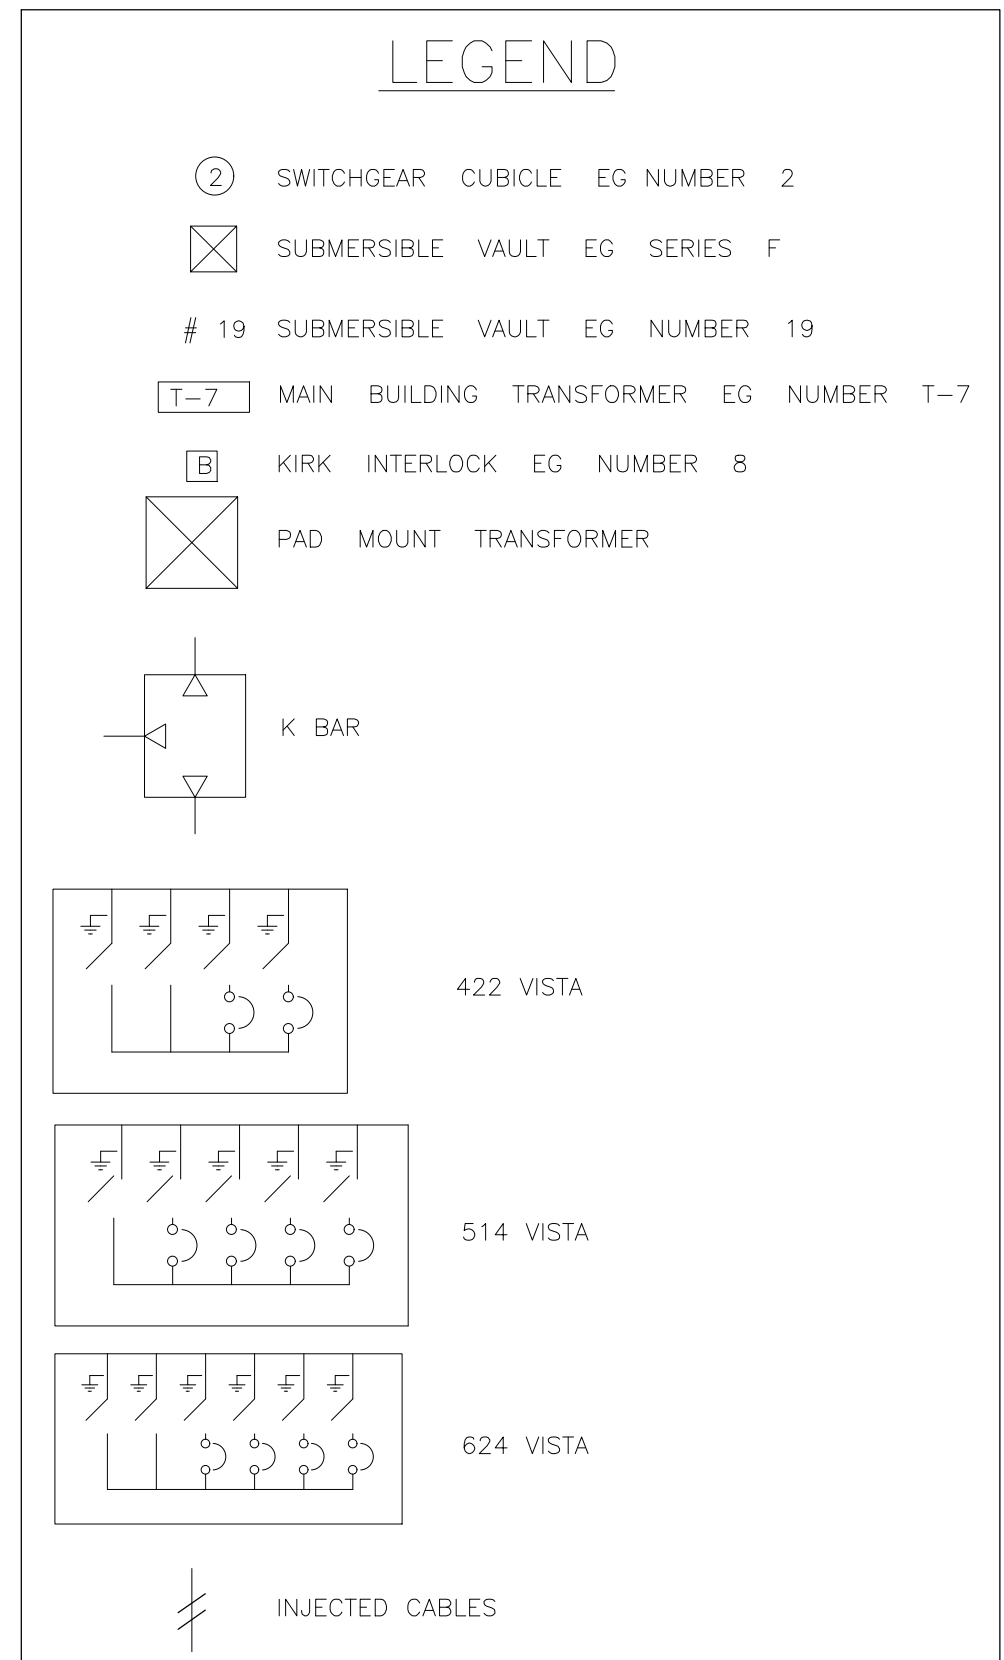 LEGEND
2 SWITCHGEAR CUBICLE EG NUMBER 2
SUBMERSIBLE VAULT EG SERIES F
# 19 SUBMERSIBLE VAULT EG NUMBER 19
T-7 MAIN BUILDING TRANSFORMER EG NUMBER T-7
B KIRK INTERLOCK EG NUMBER 8
PAD MOUNT TRANSFORMER
K BAR
422 VISTA
514 VISTA
624 VISTA
INJECTED CABLES